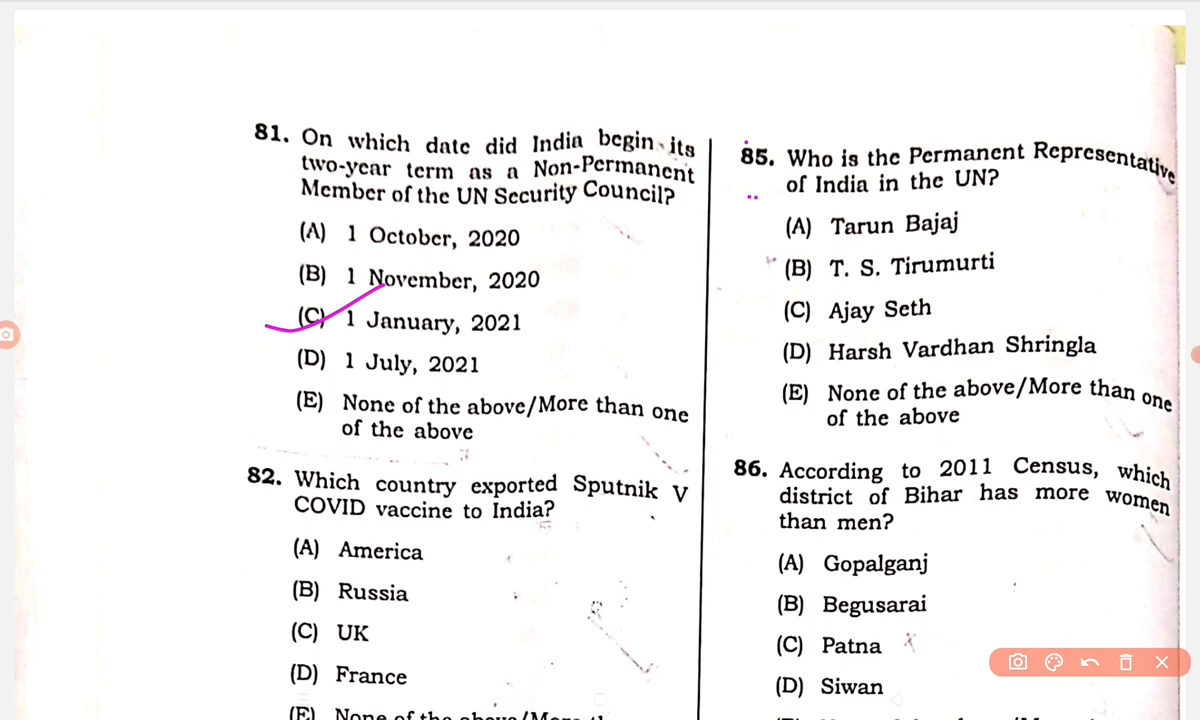 81. On which date did India begin its
two-year term as a Non-Permanent
Member of the UN Security Council?
(A) 1 October, 2020
(B) 1 November, 2020
(C) 1 January, 2021
(D) 1 July, 2021
(E) None of the above/More than one
of the above
82. Which country exported Sputnik V
COVID vaccine to India?
(A) America
(B) Russia
(C) UK
(D) France
(E) None of the above/More
85. Who is the Permanent Representative
of India in the UN?
(A) Tarun Bajaj
(B) T. S. Tirumurti
(C) Ajay Seth
(D) Harsh Vardhan Shringla
(E) None of the above/More than one
of the above
86. According to 2011 Census, which
district of Bihar has more women
than men?
(A) Gopalganj
(B) Begusarai
(C) Patna
(D) Siwan